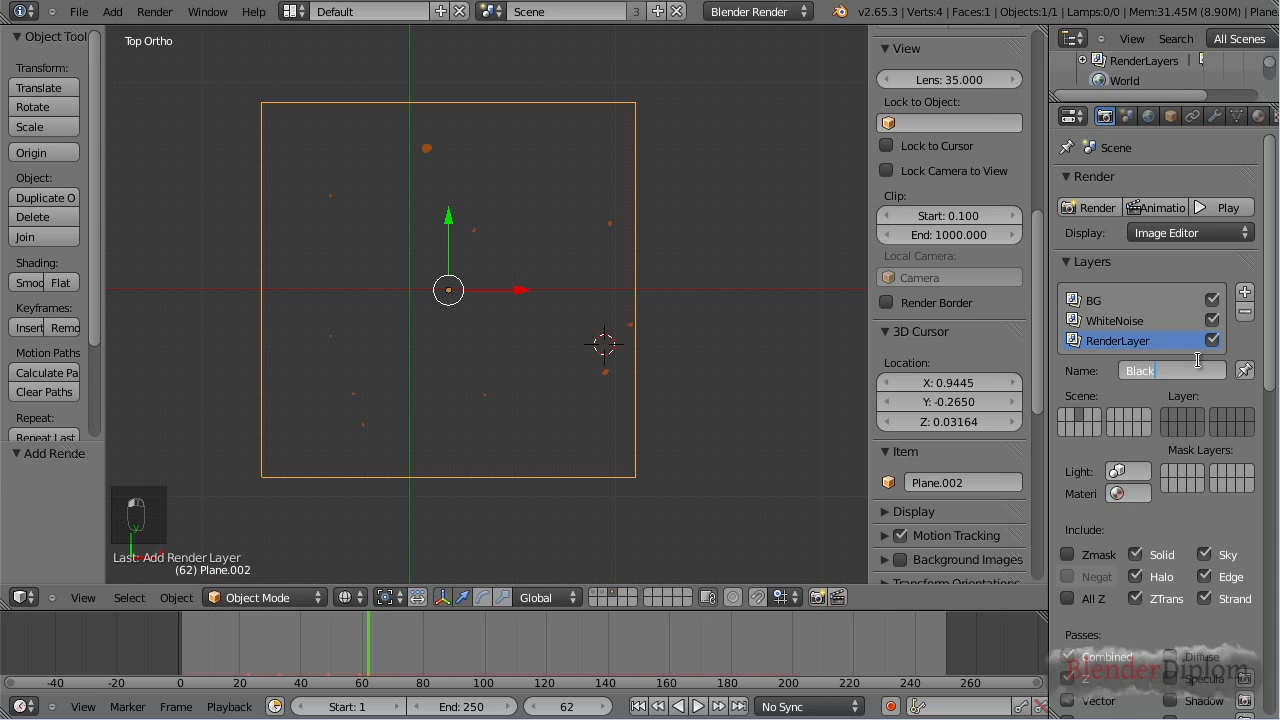 File Add Render Window Help Default Scene 3 Blender Render v2.65.3 | Verts:4 | Faces:1 | Objects:1/1 | Lamps:0/0 | Mem:31.45M (8.90M) | Plane
Object Tool
Transform:
Translate
Rotate
Scale
Origin
Object:
Duplicate O
Delete
Join
Shading:
Smoo Flat
Keyframes:
Insert Remo
Motion Paths
Calculate Pa
Clear Paths
Repeat:
Repeat Last
Add Rende
Top Ortho
y
Last: Add Render Layer
(62) Plane.002
View
Lens: 35.000
Lock to Object:
Lock to Cursor
Lock Camera to View
Clip:
Start: 0.100
End: 1000.000
Local Camera:
Camera
Render Border
3D Cursor
Location:
X: 0.9445
Y: -0.2650
Z: 0.03164
Item
Plane.002
Display
Motion Tracking
Background Images
Transform Orientations
View Search All Scenes
RenderLayers |
World
Scene
Render
Render Animatio Play
Display: Image Editor
Layers
BG
WhiteNoise
RenderLayer
Name: Black
Scene: Layer:
Mask Layers:
Light:
Materi
Include:
Zmask Solid Sky
Negat Halo Edge
All Z ZTrans Strand
Passes:
Combined Diffuse
Z Specula
Vector Shadow
BlenderDiplom
View Select Object Object Mode Global
-40 -20 0 20 40 60 80 100 120 140 160 180 200 220 240 260
View Marker Frame Playback Start: 1 End: 250 62 No Sync